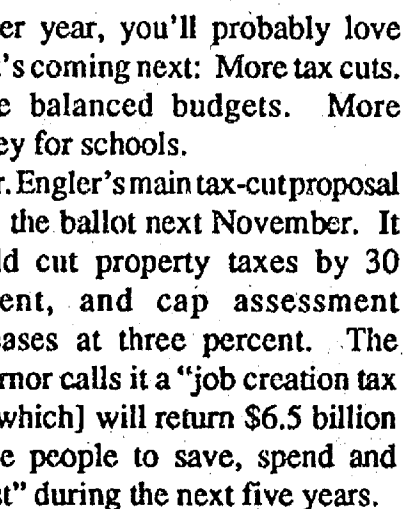 er year, you'll probably love
's coming next: More tax cuts.
e balanced budgets. More
ey for schools.
r. Engler's main tax-cut proposal
the ballot next November. It
ld cut property taxes by 30
ent, and cap assessment
eases at three percent. The
rnor calls it a "job creation tax
which] will return $6.5 billion
e people to save, spend and
st" during the next five years.